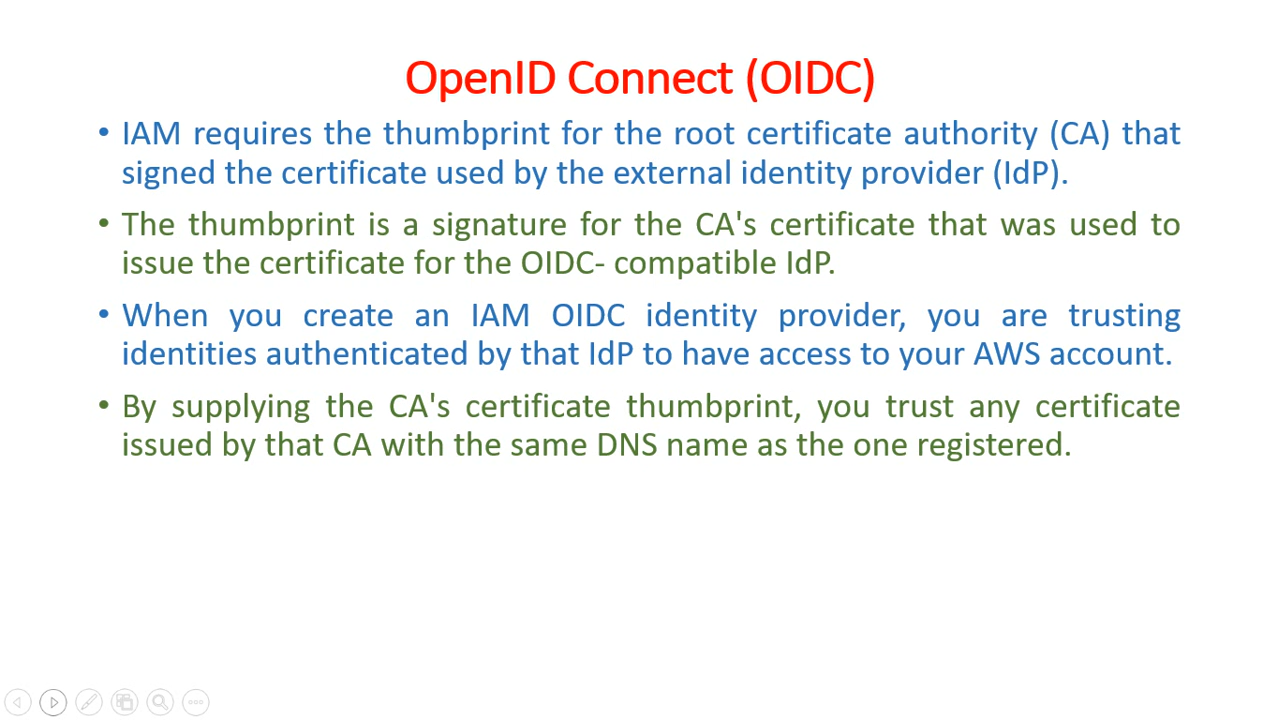 OpenID Connect (OIDC)
• IAM requires the thumbprint for the root certificate authority (CA) that
signed the certificate used by the external identity provider (IdP).
• The thumbprint is a signature for the CA's certificate that was used to
issue the certificate for the OIDC- compatible IdP.
• When you create an IAM OIDC identity provider, you are trusting
identities authenticated by that IdP to have access to your AWS account.
• By supplying the CA's certificate thumbprint, you trust any certificate
issued by that CA with the same DNS name as the one registered.